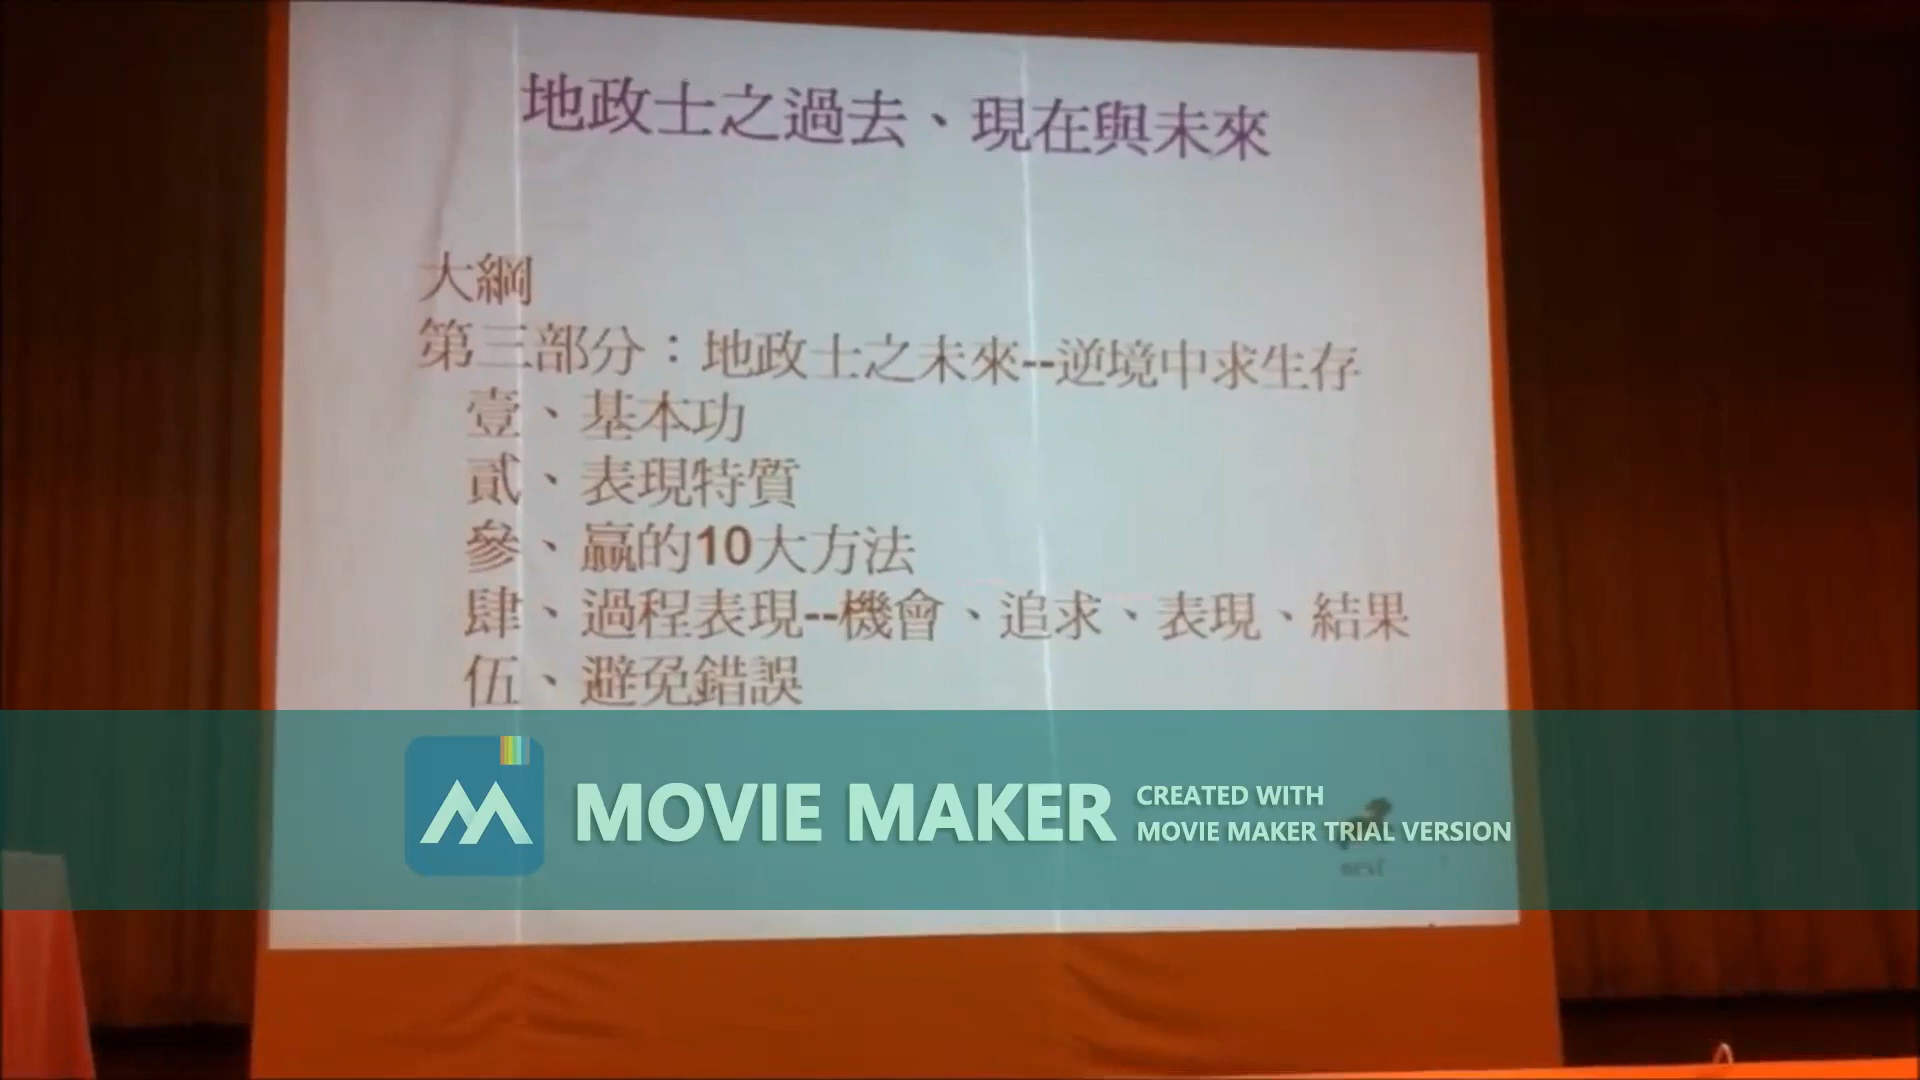 地政士之過去、現在與未來
大綱
第三部分：地政士之未來--逆境中求生存
壹、基本功
貳、表現特質
參、贏的10大方法
肆、過程表現--機會、追求、表現、結果
伍、避免錯誤
MOVIE MAKER
CREATED WITH
MOVIE MAKER TRIAL VERSION